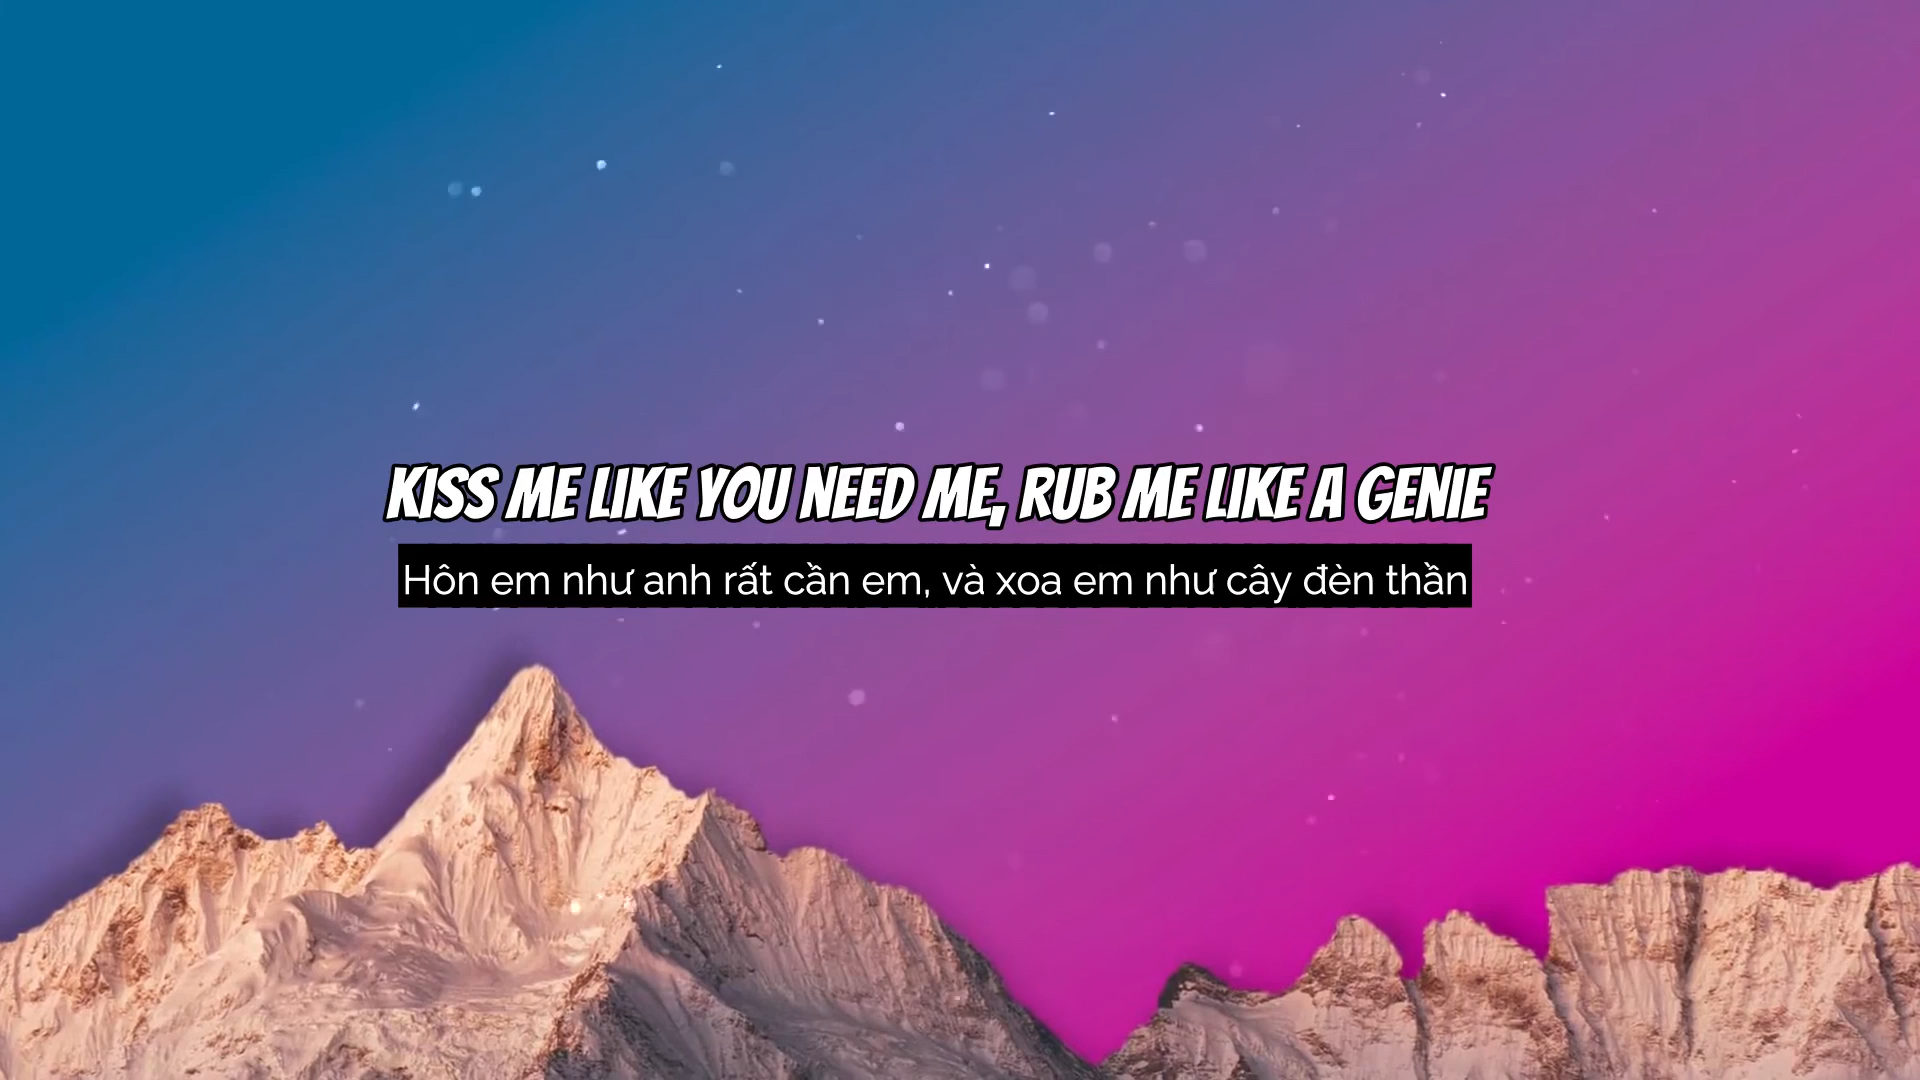 KISS ME LIKE YOU NEED ME, RUB ME LIKE A GENIE
Hôn em như anh rất cần em, và xoa em như cây đèn thần